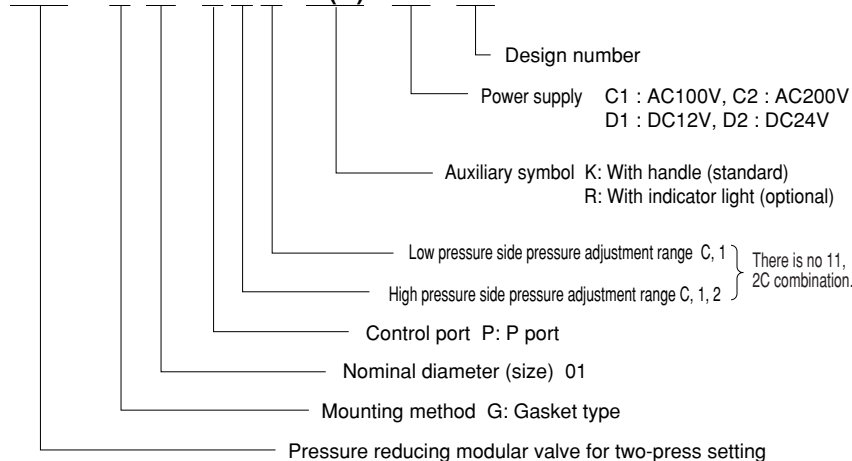 Design number
Power supply C1 : AC100V, C2 : AC200V
D1 : DC12V, D2 : DC24V
Auxiliary symbol K: With handle (standard)
R: With indicator light (optional)
Low pressure side pressure adjustment range C, 1
High pressure side pressure adjustment range C, 1, 2
There is no 11,
2C combination.
Control port P: P port
Nominal diameter (size) 01
Mounting method G: Gasket type
Pressure reducing modular valve for two-press setting